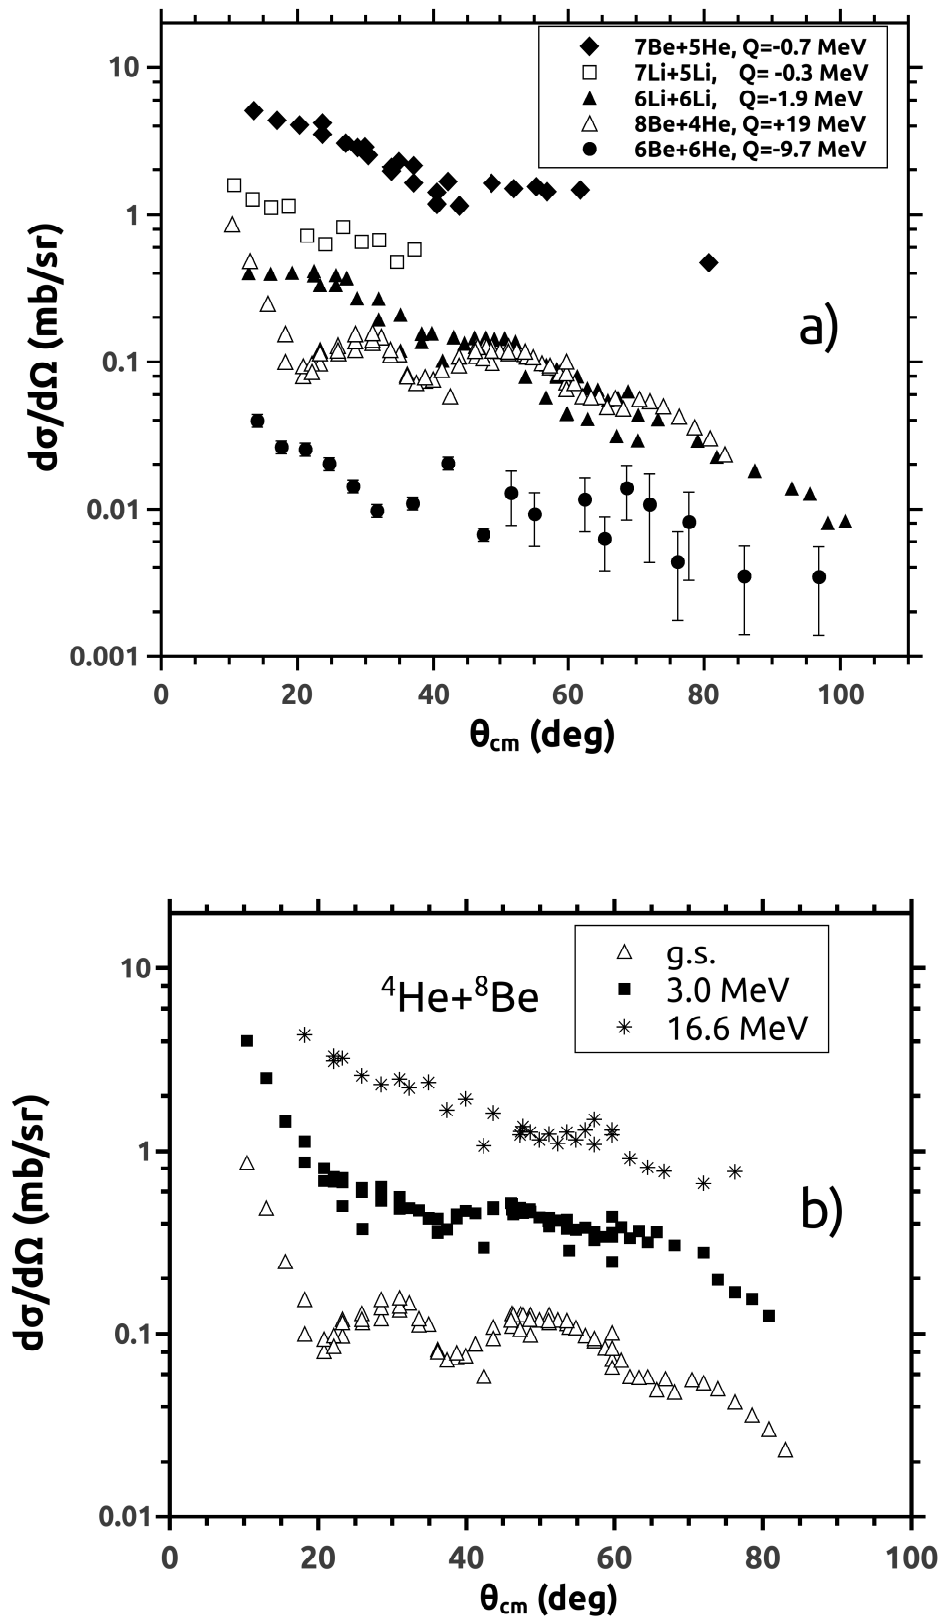 7Be+5He, Q=-0.7 MeV
7Li+5Li, Q= -0.3 MeV
6Li+6Li, Q=-1.9 MeV
8Be+4He, Q=+19 MeV
6Be+6He, Q=-9.7 MeV
10
1
0.1
0.01
0.001
dσ/dΩ (mb/sr)
a)
0 20 40 60 80 100
θcm (deg)
g.s.
3.0 MeV
16.6 MeV
⁴He+⁸Be
10
1
0.1
0.01
dσ/dΩ (mb/sr)
b)
0 20 40 60 80 100
θcm (deg)